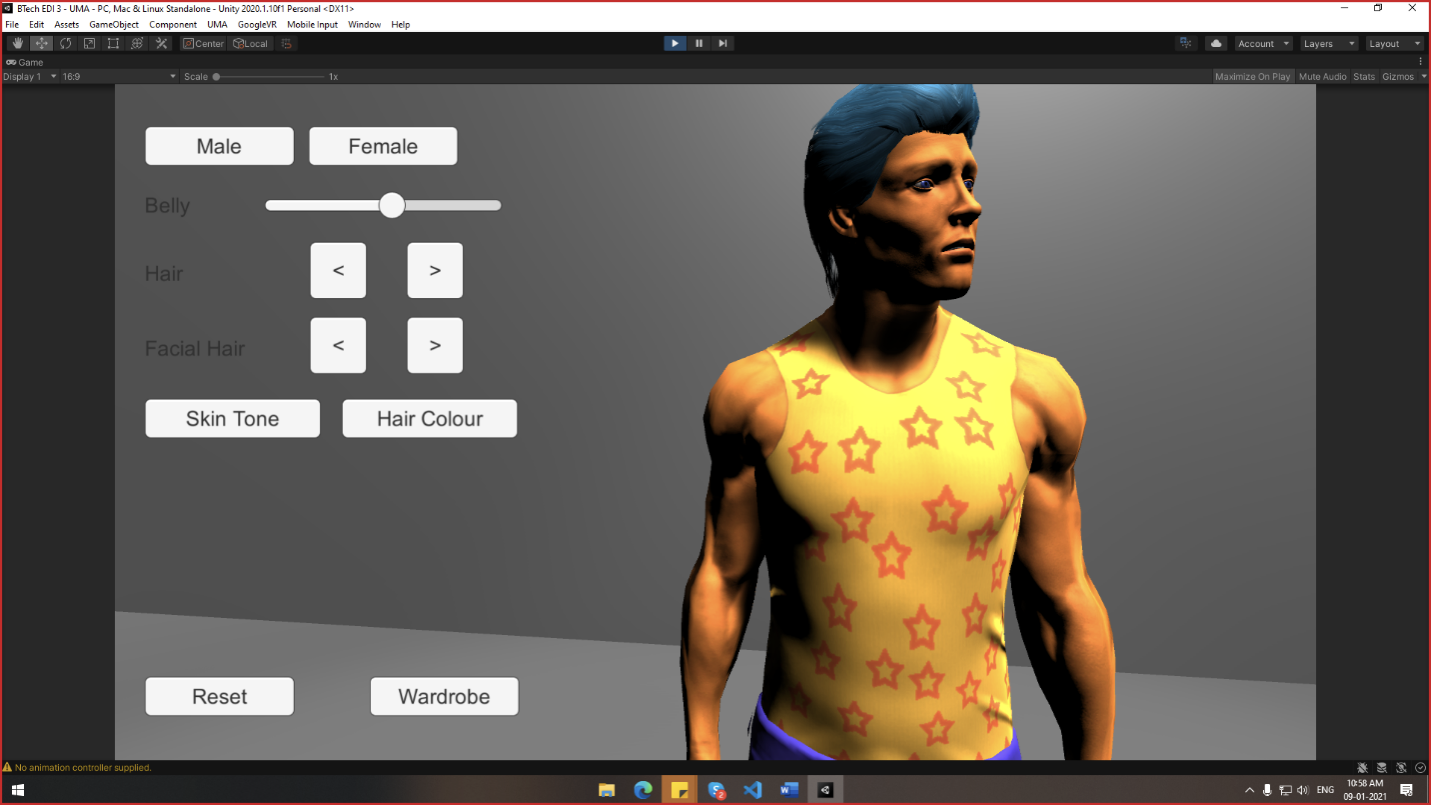 BTech EDI 3 - UMA - PC, Mac & Linux Standalone - Unity 2020.1.10f1 Personal <DX11>
File Edit Assets GameObject Component UMA GoogleVR Mobile Input Window Help
Center Local Account Layers Layout
Game
Display 1 16:9 Scale 1x Maximize On Play Mute Audio Stats Gizmos
Male Female
Belly
Hair < >
Facial Hair < >
Skin Tone Hair Colour
Reset Wardrobe
No animation controller supplied.
2
W
ENG
10:58 AM
09-01-2021